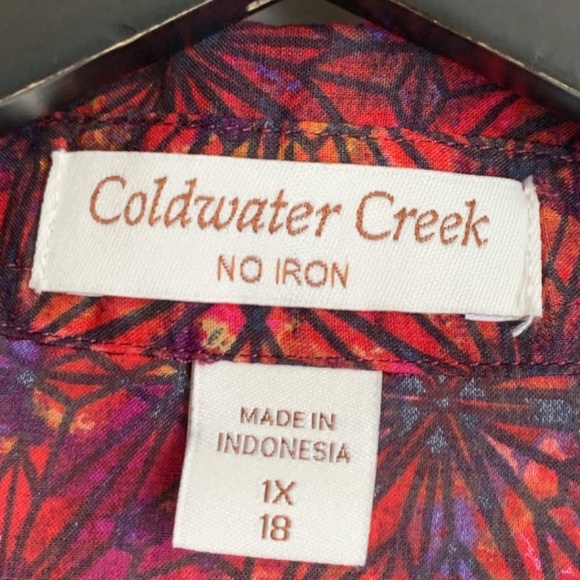 Coldwater Creek
NO IRON
MADE IN
INDONESIA
1X
18